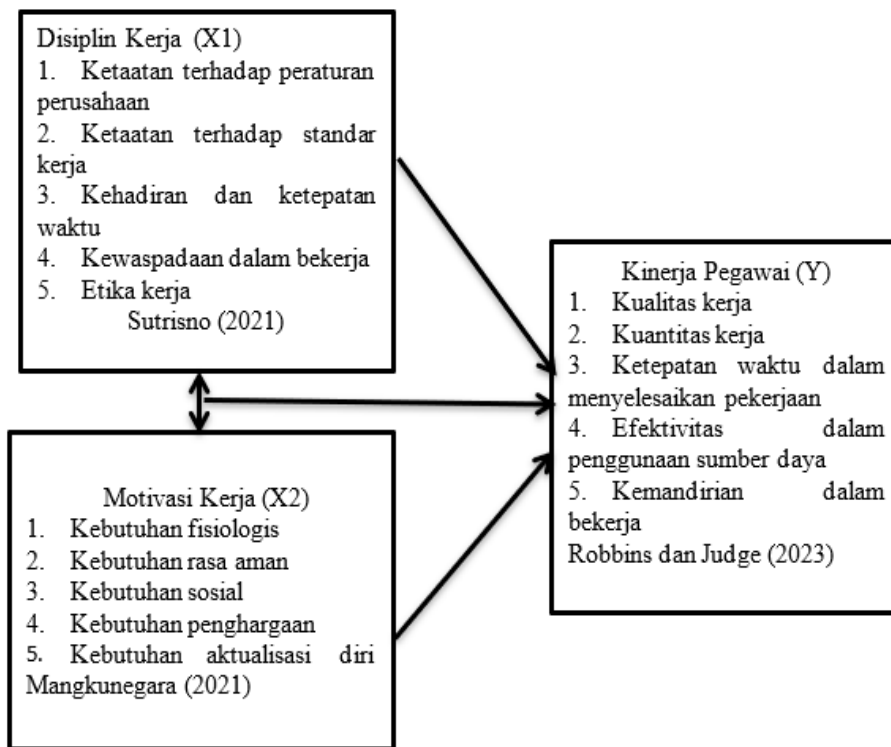 Disiplin Kerja (X1)
1. Ketaatan terhadap peraturan
perusahaan
2. Ketaatan terhadap standar
kerja
3. Kehadiran dan ketepatan
waktu
4. Kewaspadaan dalam bekerja
5. Etika kerja
Sutrisno (2021)
Motivasi Kerja (X2)
1. Kebutuhan fisiologis
2. Kebutuhan rasa aman
3. Kebutuhan sosial
4. Kebutuhan penghargaan
5. Kebutuhan aktualisasi diri
Mangkunegara (2021)
Kinerja Pegawai (Y)
1. Kualitas kerja
2. Kuantitas kerja
3. Ketepatan waktu dalam
menyelesaikan pekerjaan
4. Efektivitas dalam
penggunaan sumber daya
5. Kemandirian dalam
bekerja
Robbins dan Judge (2023)